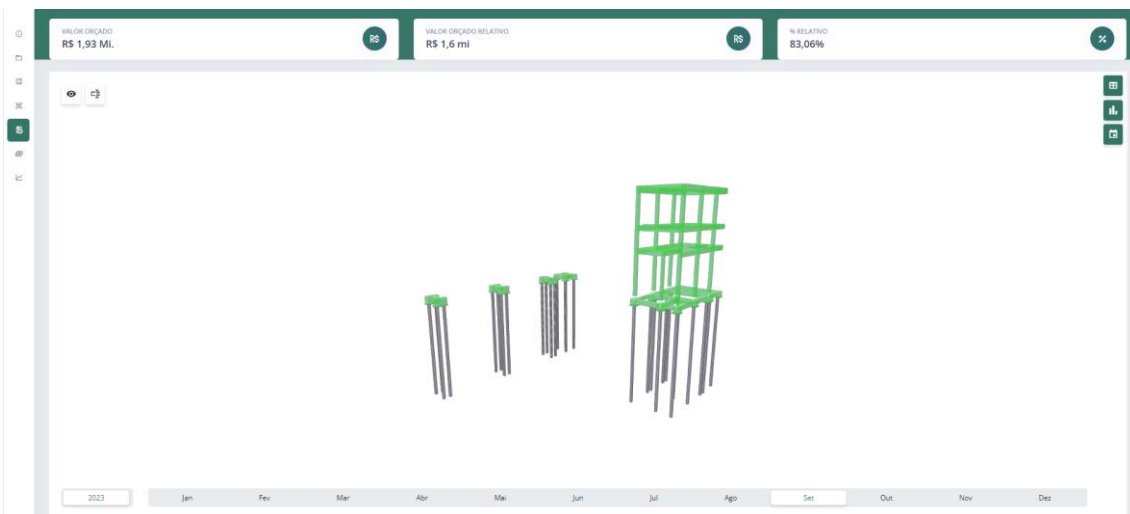 VALOR ORÇADO
R$ 1,93 Mi.
R$
VALOR ORÇADO RELATIVO
R$ 1,6 mi
R$
% RELATIVO
83,06%
%
2023
Jan
Fev
Mar
Abr
Mai
Jun
Jul
Ago
Set
Out
Nov
Dez